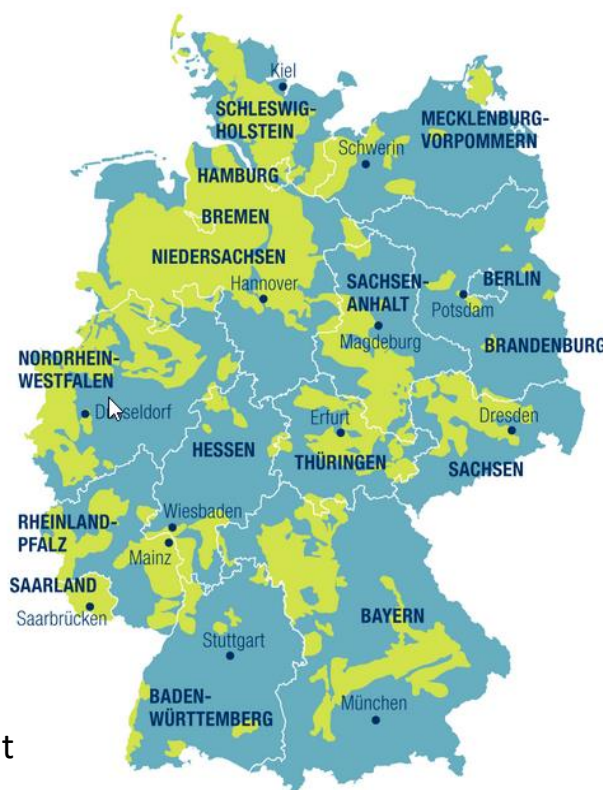 Kiel
SCHLESWIG-
HOLSTEIN
MECKLENBURG-
VORPOMMERN
Schwerin
HAMBURG
BREMEN
NIEDERSACHSEN
Hannover
SACHSEN-
ANHALT
Magdeburg
BERLIN
Potsdam
BRANDENBURG
NORDRHEIN-
WESTFALEN
Düsseldorf
HESSEN
Erfurt
THÜRINGEN
Dresden
SACHSEN
RHEINLAND-
PFALZ
Wiesbaden
Mainz
SAARLAND
Saarbrücken
BAYERN
Stuttgart
BADEN-
WÜRTTEMBERG
München
t